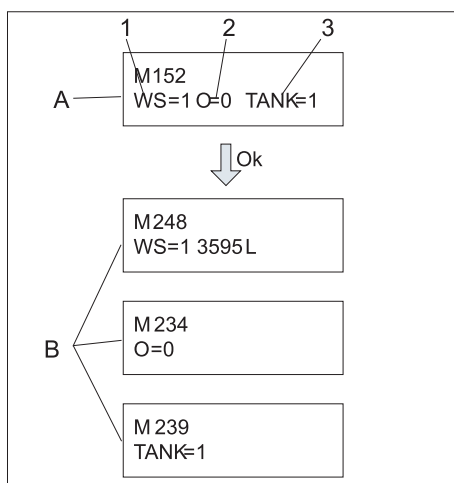 1 2 3
M152
A WS=1 O=0 TANK=1
Ok
M248
WS=1 3595L
M234
B O=0
M239
TANK=1